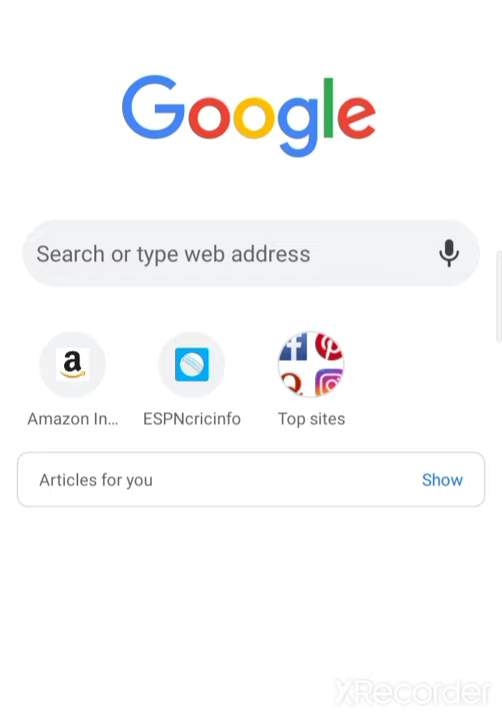 Google
Search or type web address
a
Amazon In...
ESPNcricinfo
Top sites
Articles for you
Show
XRecorder